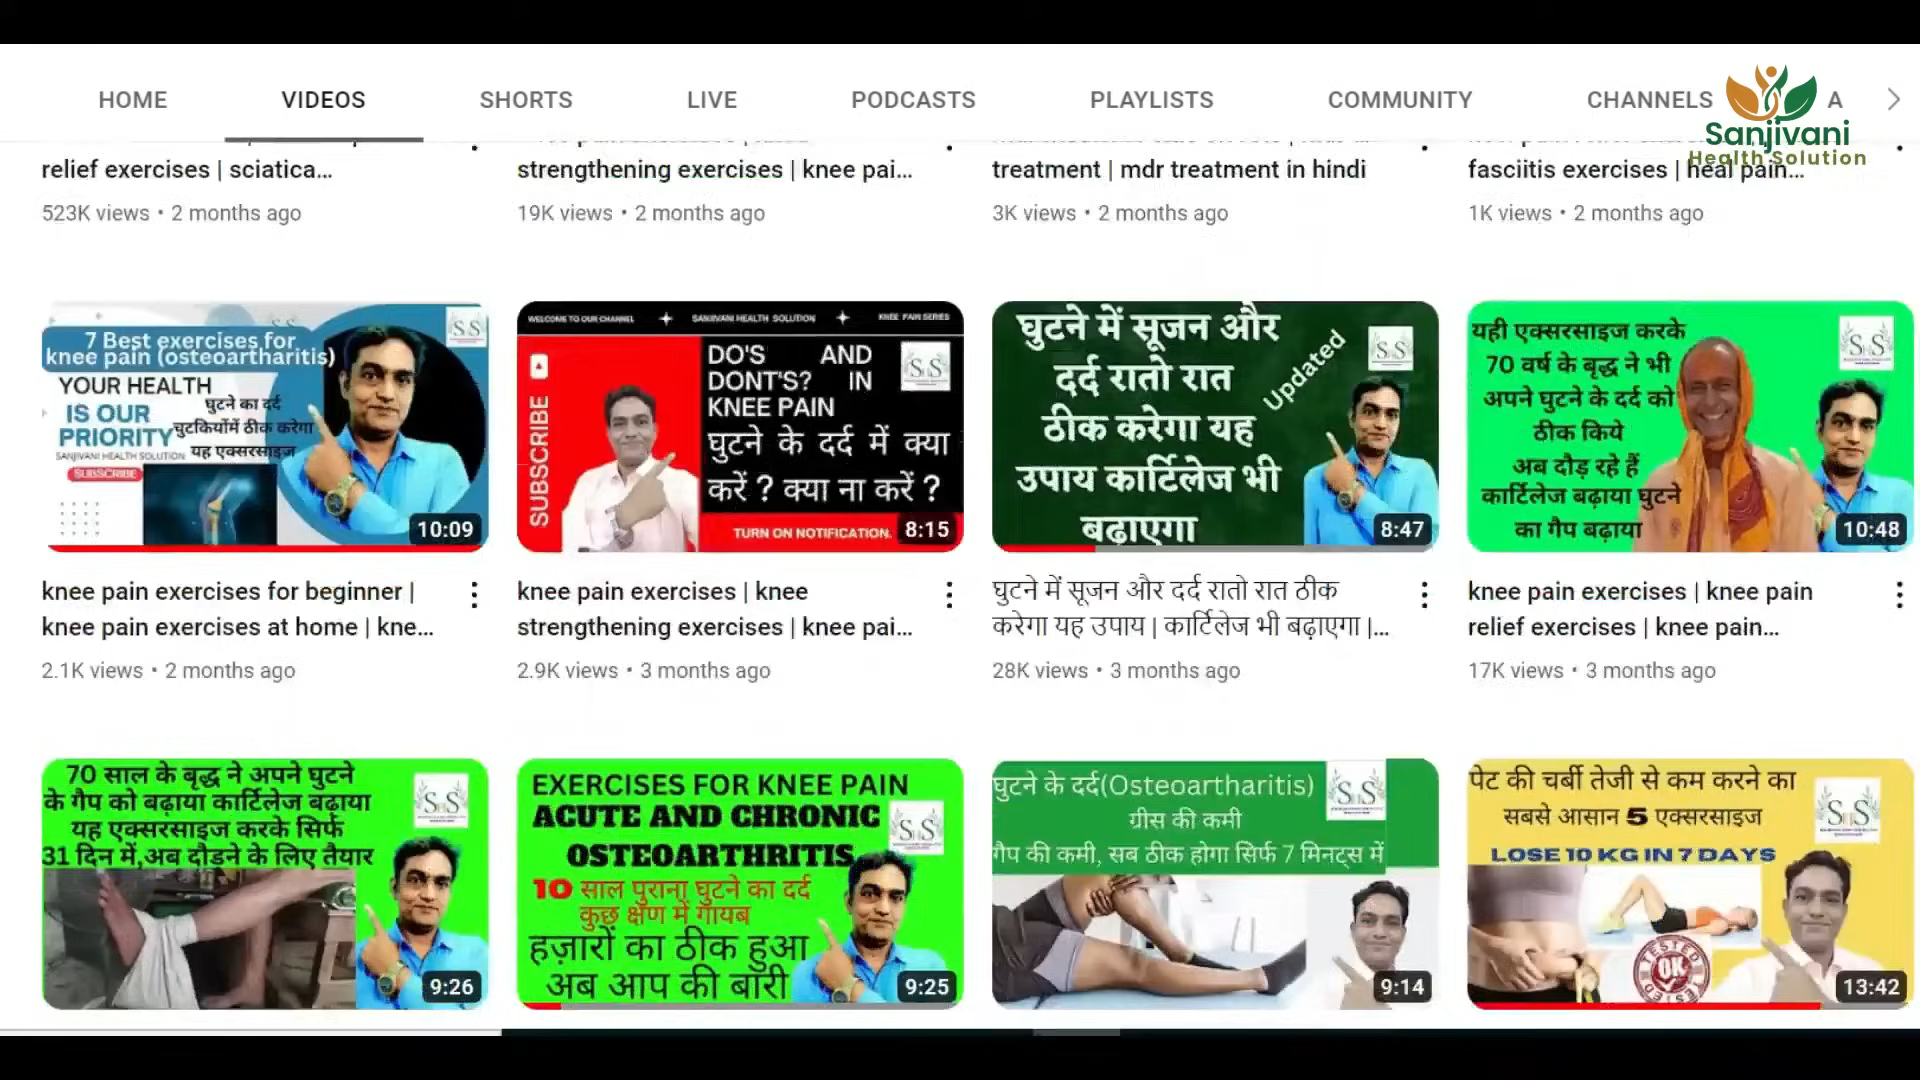 HOME VIDEOS SHORTS LIVE PODCASTS PLAYLISTS COMMUNITY CHANNELS A
Sanjivani
Health Solution
relief exercises | sciatica...
523K views • 2 months ago
strengthening exercises | knee pai...
19K views • 2 months ago
treatment | mdr treatment in hindi
3K views • 2 months ago
fasciitis exercises | heal pain...
1K views • 2 months ago
7 Best exercises for
knee pain (osteoartharitis)
YOUR HEALTH
IS OUR
PRIORITY
SANJIVANI HEALTH SOLUTION
SUBSCRIBE
घुटने का दर्द
चुटकियोंमें ठीक करेगा
यह एक्सरसाइज
SHS
10:09
knee pain exercises for beginner |
knee pain exercises at home | kne...
2.1K views • 2 months ago
WELCOME TO OUR CHANNEL SANJIVANI HEALTH SOLUTION KNEE PAIN SERIES
SUBSCRIBE
DO'S AND
DONT'S? IN
KNEE PAIN
घुटने के दर्द में क्या
करें ? क्या ना करें ?
TURN ON NOTIFICATION.
SHS
8:15
knee pain exercises | knee
strengthening exercises | knee pai...
2.9K views • 3 months ago
घुटने में सूजन और
दर्द रातो रात
ठीक करेगा यह
उपाय कार्टिलेज भी
बढ़ाएगा
Updated
SHS
8:47
घुटने में सूजन और दर्द रातो रात ठीक
करेगा यह उपाय | कार्टिलेज भी बढ़ाएगा |...
28K views • 3 months ago
यही एक्सरसाइज करके
70 वर्ष के बृद्ध ने भी
अपने घुटने के दर्द को
ठीक किये
अब दौड़ रहे हैं
कार्टिलेज बढ़ाया घुटने
का गैप बढ़ाया
SHS
10:48
knee pain exercises | knee pain
relief exercises | knee pain...
17K views • 3 months ago
70 साल के बृद्ध ने अपने घुटने
के गैप को बढ़ाया कार्टिलेज बढ़ाया
यह एक्सरसाइज करके सिर्फ
31 दिन में,अब दौड़ने के लिए तैयार
SHS
9:26
EXERCISES FOR KNEE PAIN
ACUTE AND CHRONIC
OSTEOARTHRITIS
10 साल पुराना घुटने का दर्द
कुछ क्षण में गायब
हज़ारों का ठीक हुआ
अब आप की बारी
SHS
9:25
घुटने के दर्द(Osteoartharitis)
ग्रीस की कमी
गैप की कमी, सब ठीक होगा सिर्फ 7 मिनट्स में
SHS
9:14
पेट की चर्बी तेजी से कम करने का
सबसे आसान 5 एक्सरसाइज
LOSE 10 KG IN 7 DAYS
TESTED
OK
TESTED
SHS
13:42